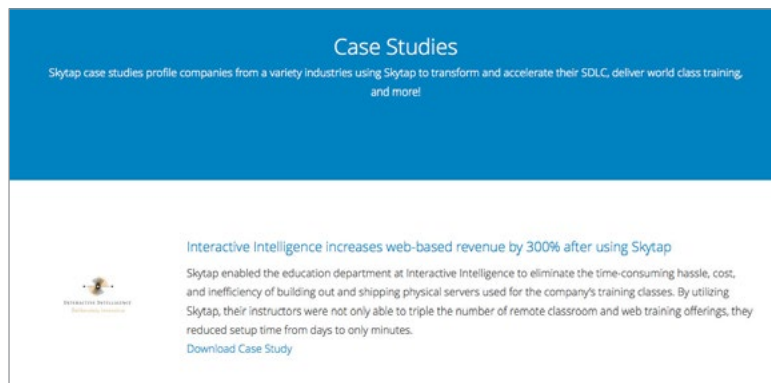 Case Studies
Skytap case studies profile companies from a variety industries using Skytap to transform and accelerate their SDLC, deliver world class training,
and more!
Interactive Intelligence increases web-based revenue by 300% after using Skytap
Skytap enabled the education department at Interactive Intelligence to eliminate the time-consuming hassle, cost,
and inefficiency of building out and shipping physical servers used for the company's training classes. By utilizing
Skytap, their instructors were not only able to triple the number of remote classroom and web training offerings, they
reduced setup time from days to only minutes.
Download Case Study
INTERACTIVE INTELLIGENCE